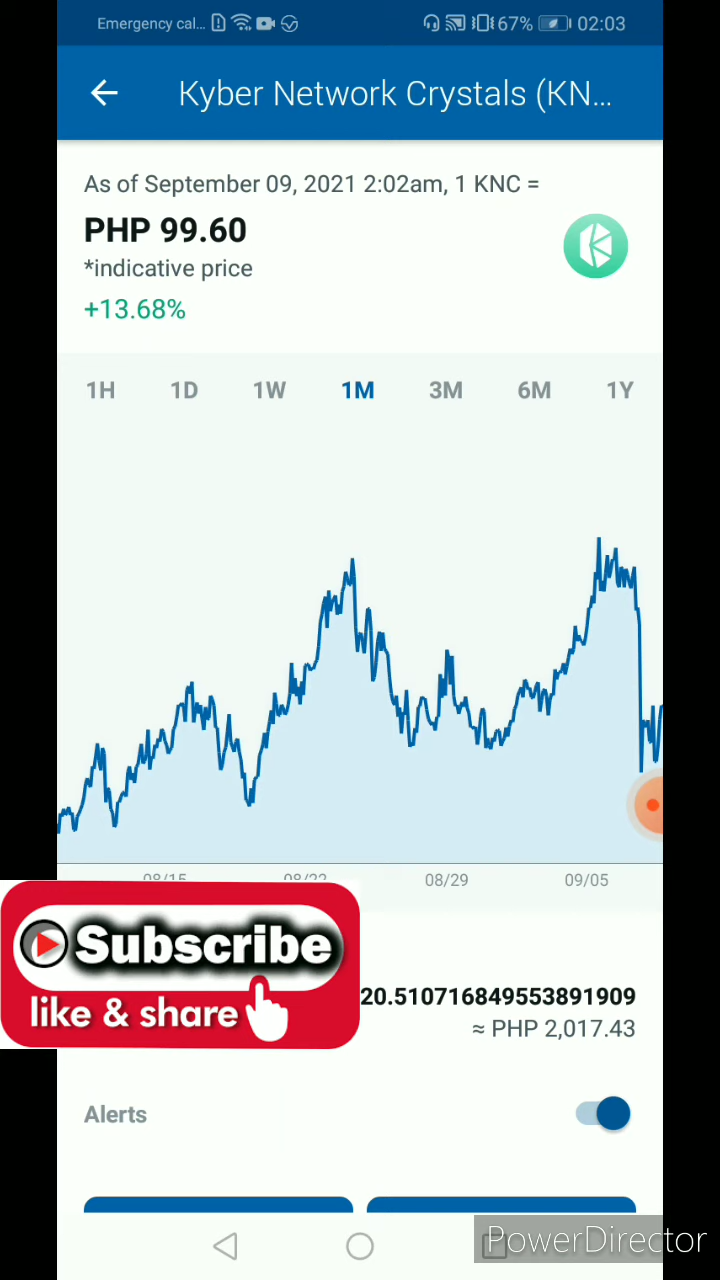 Emergency cal... 67% 02:03
Kyber Network Crystals (KN...
As of September 09, 2021 2:02am, 1 KNC =
PHP 99.60
*indicative price
+13.68%
1H 1D 1W 1M 3M 6M 1Y
08/15 08/22 08/29 09/05
Subscribe
like & share
20.510716849553891909
≈ PHP 2,017.43
Alerts
PowerDirector